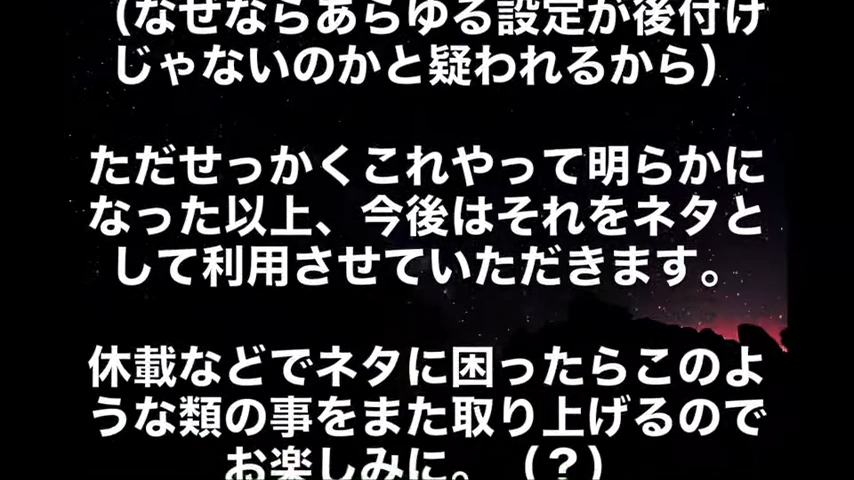 （なぜならあらゆる設定が後付け
じゃないのかと疑われるから）
ただせっかくこれやって明らかに
なった以上、今後はそれをネタと
して利用させていただきます。
休載などでネタに困ったらこのよ
うな類の事をまた取り上げるので
お楽しみに。（？）